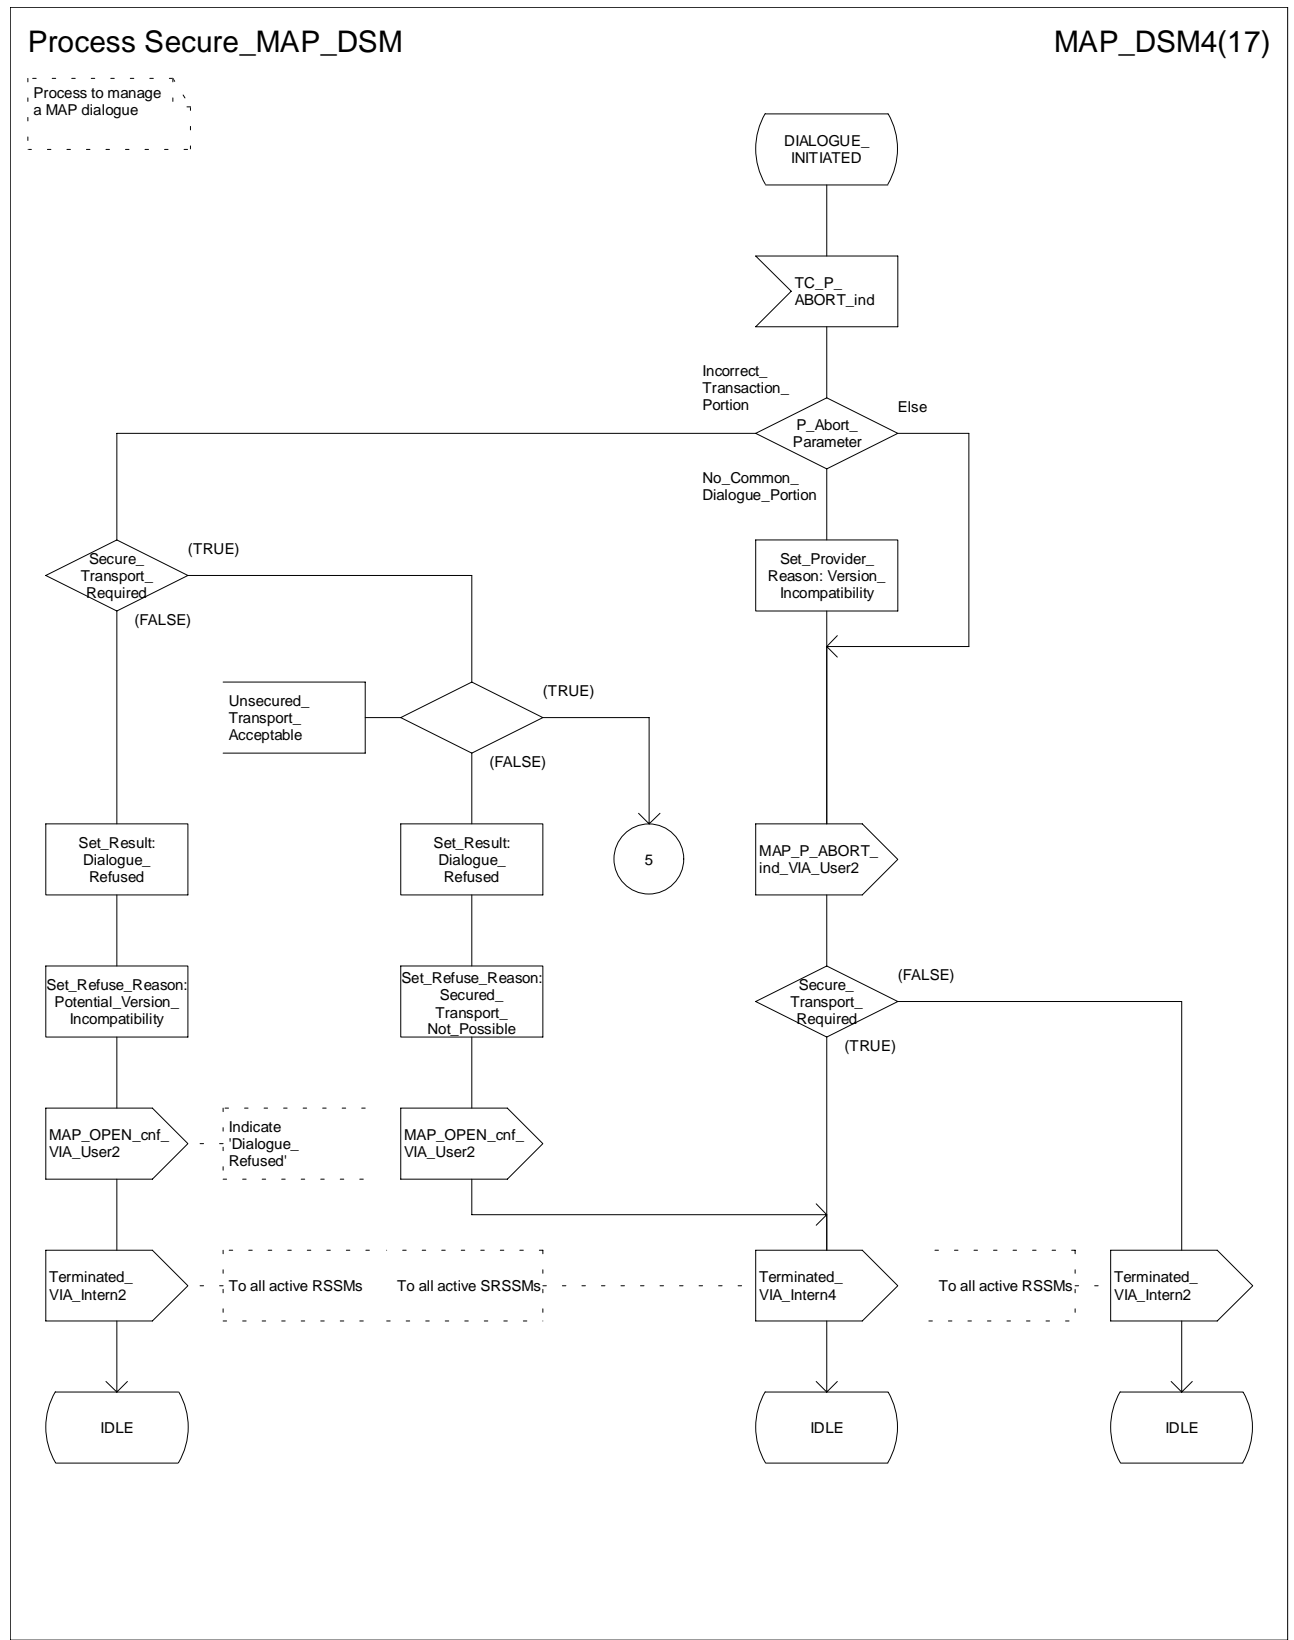 Process Secure_MAP_DSM
MAP_DSM4(17)
Process to manage
a MAP dialogue
DIALOGUE_
INITIATED
TC_P_
ABORT_ind
Incorrect_
Transaction_
Portion
Else
P_Abort_
Parameter
No_Common_
Dialogue_Portion
(TRUE)
Secure_
Transport_
Required
(FALSE)
Set_Provider_
Reason: Version_
Incompatibility
Unsecured_
Transport_
Acceptable
(TRUE)
(FALSE)
Set_Result:
Dialogue_
Refused
Set_Result:
Dialogue_
Refused
5
MAP_P_ABORT_
ind_VIA_User2
Set_Refuse_Reason:
Potential_Version_
Incompatibility
Set_Refuse_Reason:
Secured_
Transport_
Not_Possible
(FALSE)
Secure_
Transport_
Required
(TRUE)
MAP_OPEN_cnf_
VIA_User2
Indicate
'Dialogue_
Refused'
MAP_OPEN_cnf_
VIA_User2
Terminated_
VIA_Intern2
To all active RSSMs
To all active SRSSMs
Terminated_
VIA_Intern4
To all active RSSMs
Terminated_
VIA_Intern2
IDLE
IDLE
IDLE